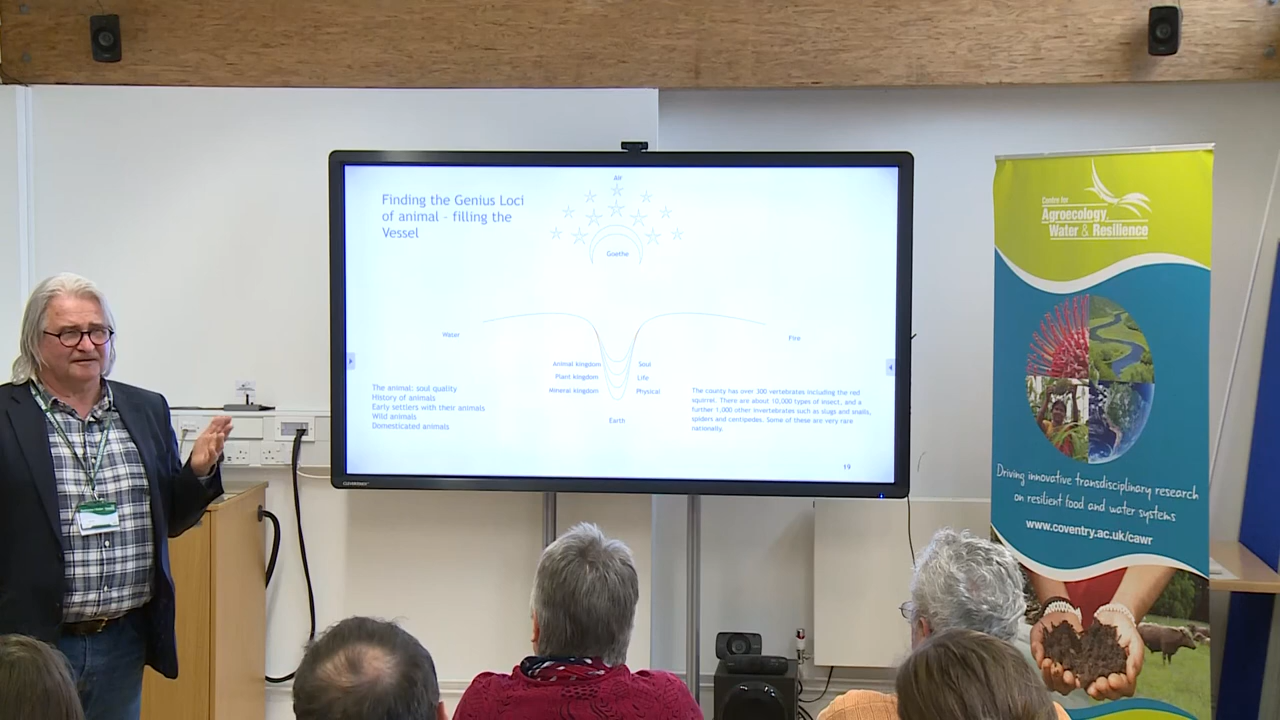 Finding the Genius Loci
of animal - filling the
Vessel
Air
Goethe
Water
Fire
Animal kingdom
Soul
Plant kingdom
Life
Mineral kingdom
Physical
Earth
The animal: soul quality
History of animals
Early settlers with their animals
Wild animals
Domesticated animals
The county has over 300 vertebrates including the red
squirrel. There are about 10,000 types of insect, and a
further 1,000 other invertebrates such as slugs and snails,
spiders and centipedes. Some of these are very rare
nationally.
19
CLEVERTOUCH
Centre for
Agroecology,
Water & Resilience
Driving innovative transdisciplinary research
on resilient food and water systems
www.coventry.ac.uk/cawr